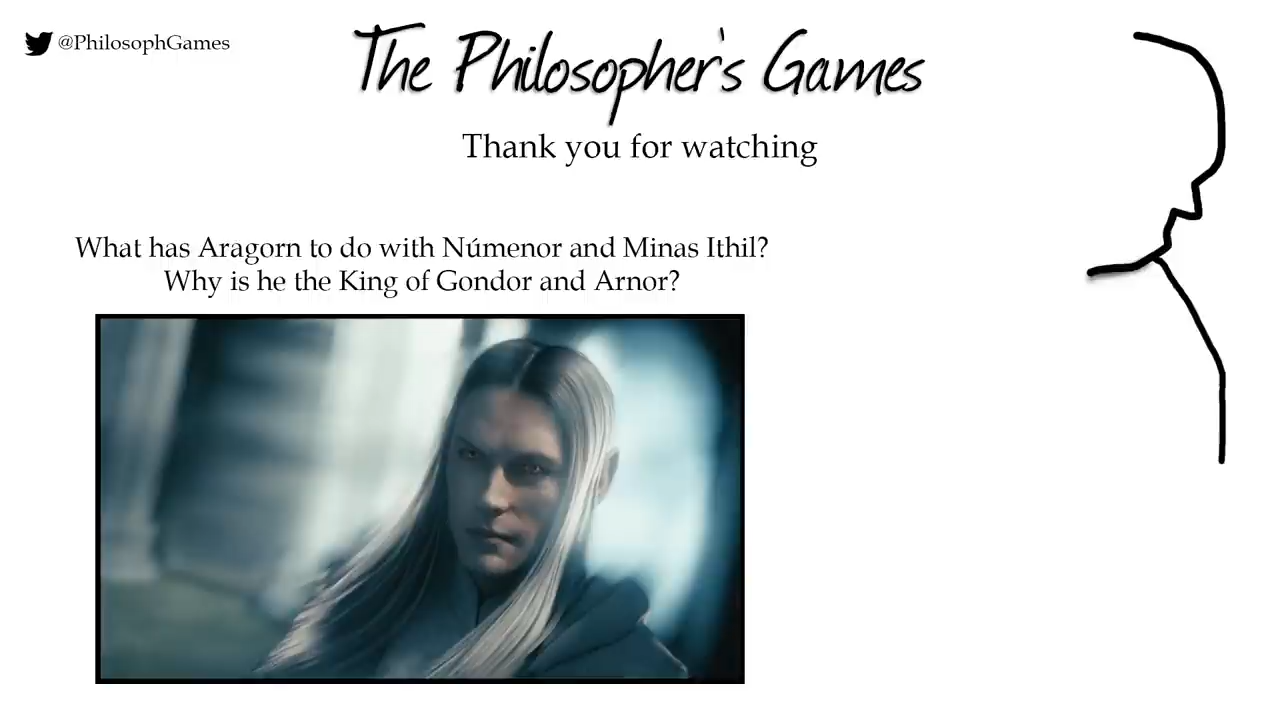 @PhilosophGames
The Philosopher's Games
Thank you for watching
What has Aragorn to do with Númenor and Minas Ithil?
Why is he the King of Gondor and Arnor?